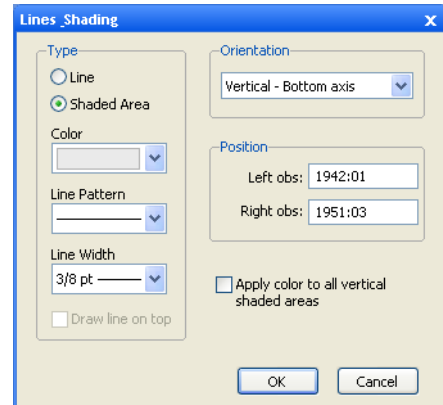 Lines _Shading
x
Type
Line
Shaded Area
Color
Line Pattern
Line Width
3/8 pt
Draw line on top
Orientation
Vertical - Bottom axis
Position
Left obs: 1942:01
Right obs: 1951:03
Apply color to all vertical
shaded areas
OK Cancel